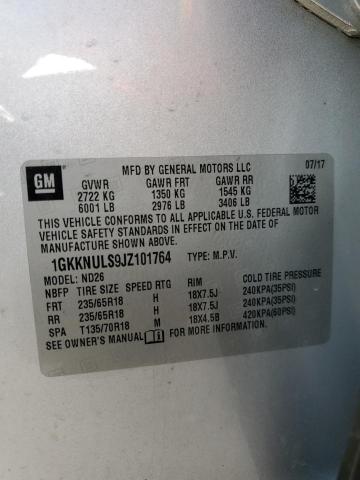 GM
MFD BY GENERAL MOTORS LLC 07/17
GVWR GAWR FRT GAWR RR
2722 KG 1350 KG 1545 KG
6001 LB 2976 LB 3406 LB
THIS VEHICLE CONFORMS TO ALL APPLICABLE U.S. FEDERAL MOTOR
VEHICLE SAFETY STANDARDS IN EFFECT ON THE DATE OF
MANUFACTURE SHOWN ABOVE.
1GKKNULS9JZ101764 TYPE: M.P.V.
MODEL: ND26
NBFP TIRE SIZE SPEED RTG RIM COLD TIRE PRESSURE
FRT 235/65R18 H 18X7.5J 240KPA(35PSI)
RR 235/65R18 H 18X7.5J 240KPA(35PSI)
SPA T135/70R18 M 18X4.5B 420KPA(60PSI)
SEE OWNER'S MANUAL